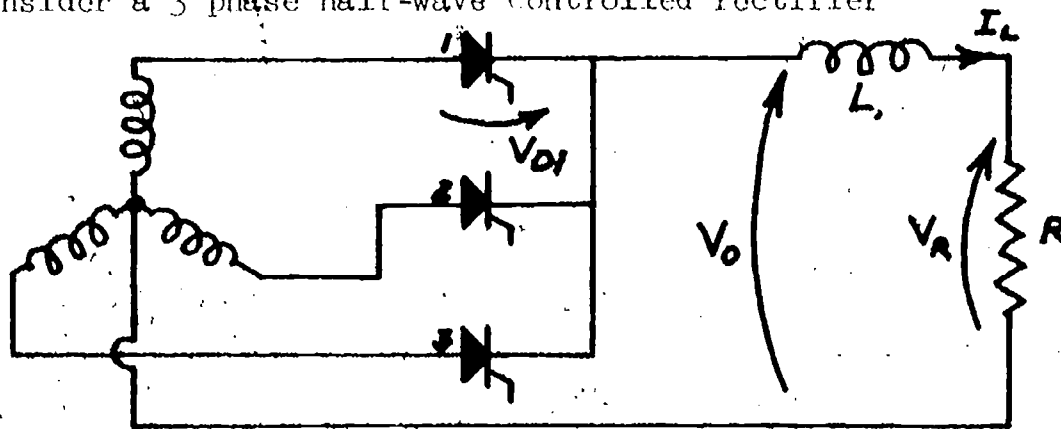 nsider a 3 phase half-wave controlled rectifier
I_L
1
L,
V_D1
2
V_o
V_R
R
3